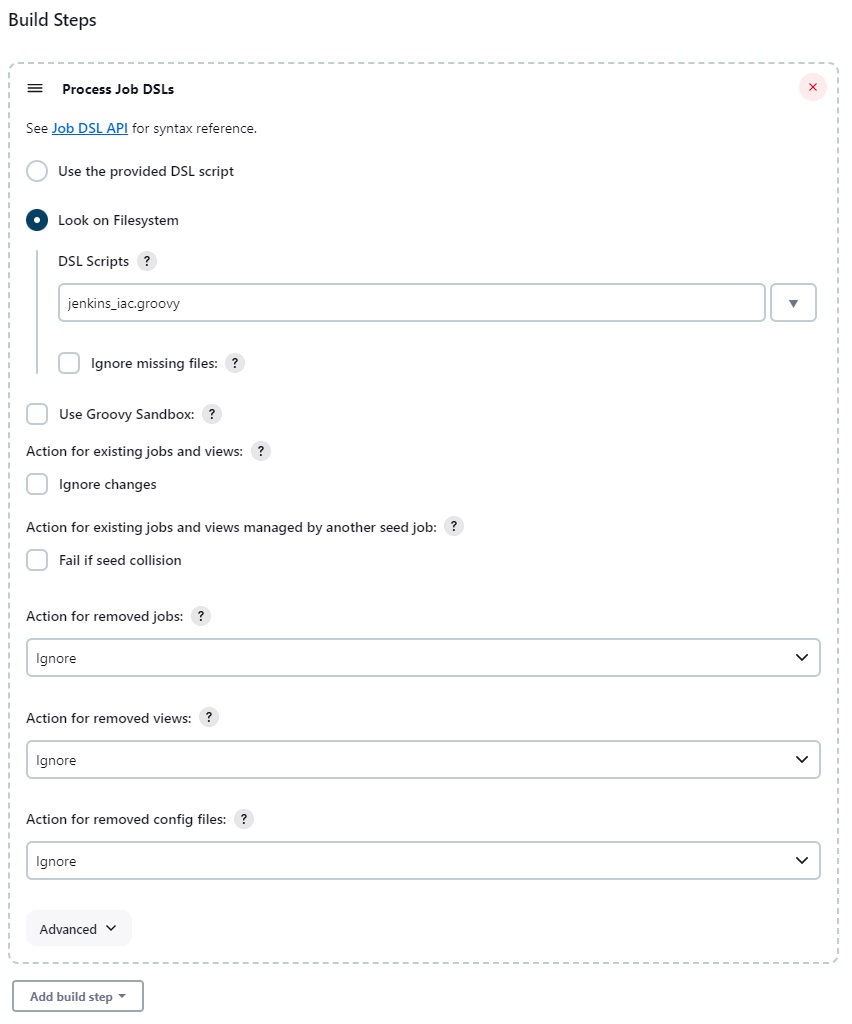 Build Steps
Process Job DSLs
See Job DSL API for syntax reference.
Use the provided DSL script
Look on Filesystem
DSL Scripts ?
jenkins_iac.groovy
Ignore missing files: ?
Use Groovy Sandbox: ?
Action for existing jobs and views: ?
Ignore changes
Action for existing jobs and views managed by another seed job: ?
Fail if seed collision
Action for removed jobs: ?
Ignore
Action for removed views: ?
Ignore
Action for removed config files: ?
Ignore
Advanced
Add build step